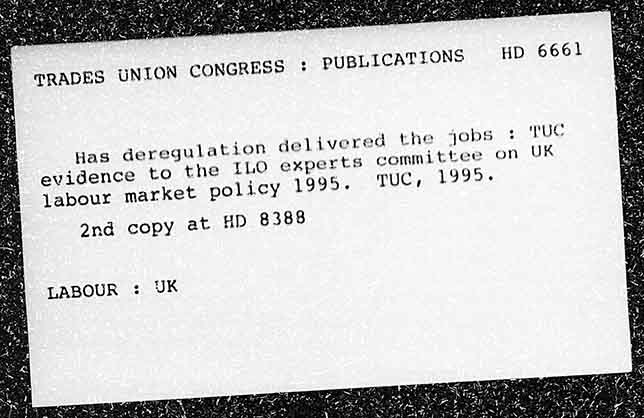 TRADES UNION CONGRESS : PUBLICATIONS HD 6661
Has deregulation delivered the jobs : TUC
evidence to the ILO experts committee on UK
labour market policy 1995. TUC, 1995.
2nd copy at HD 8388
LABOUR : UK